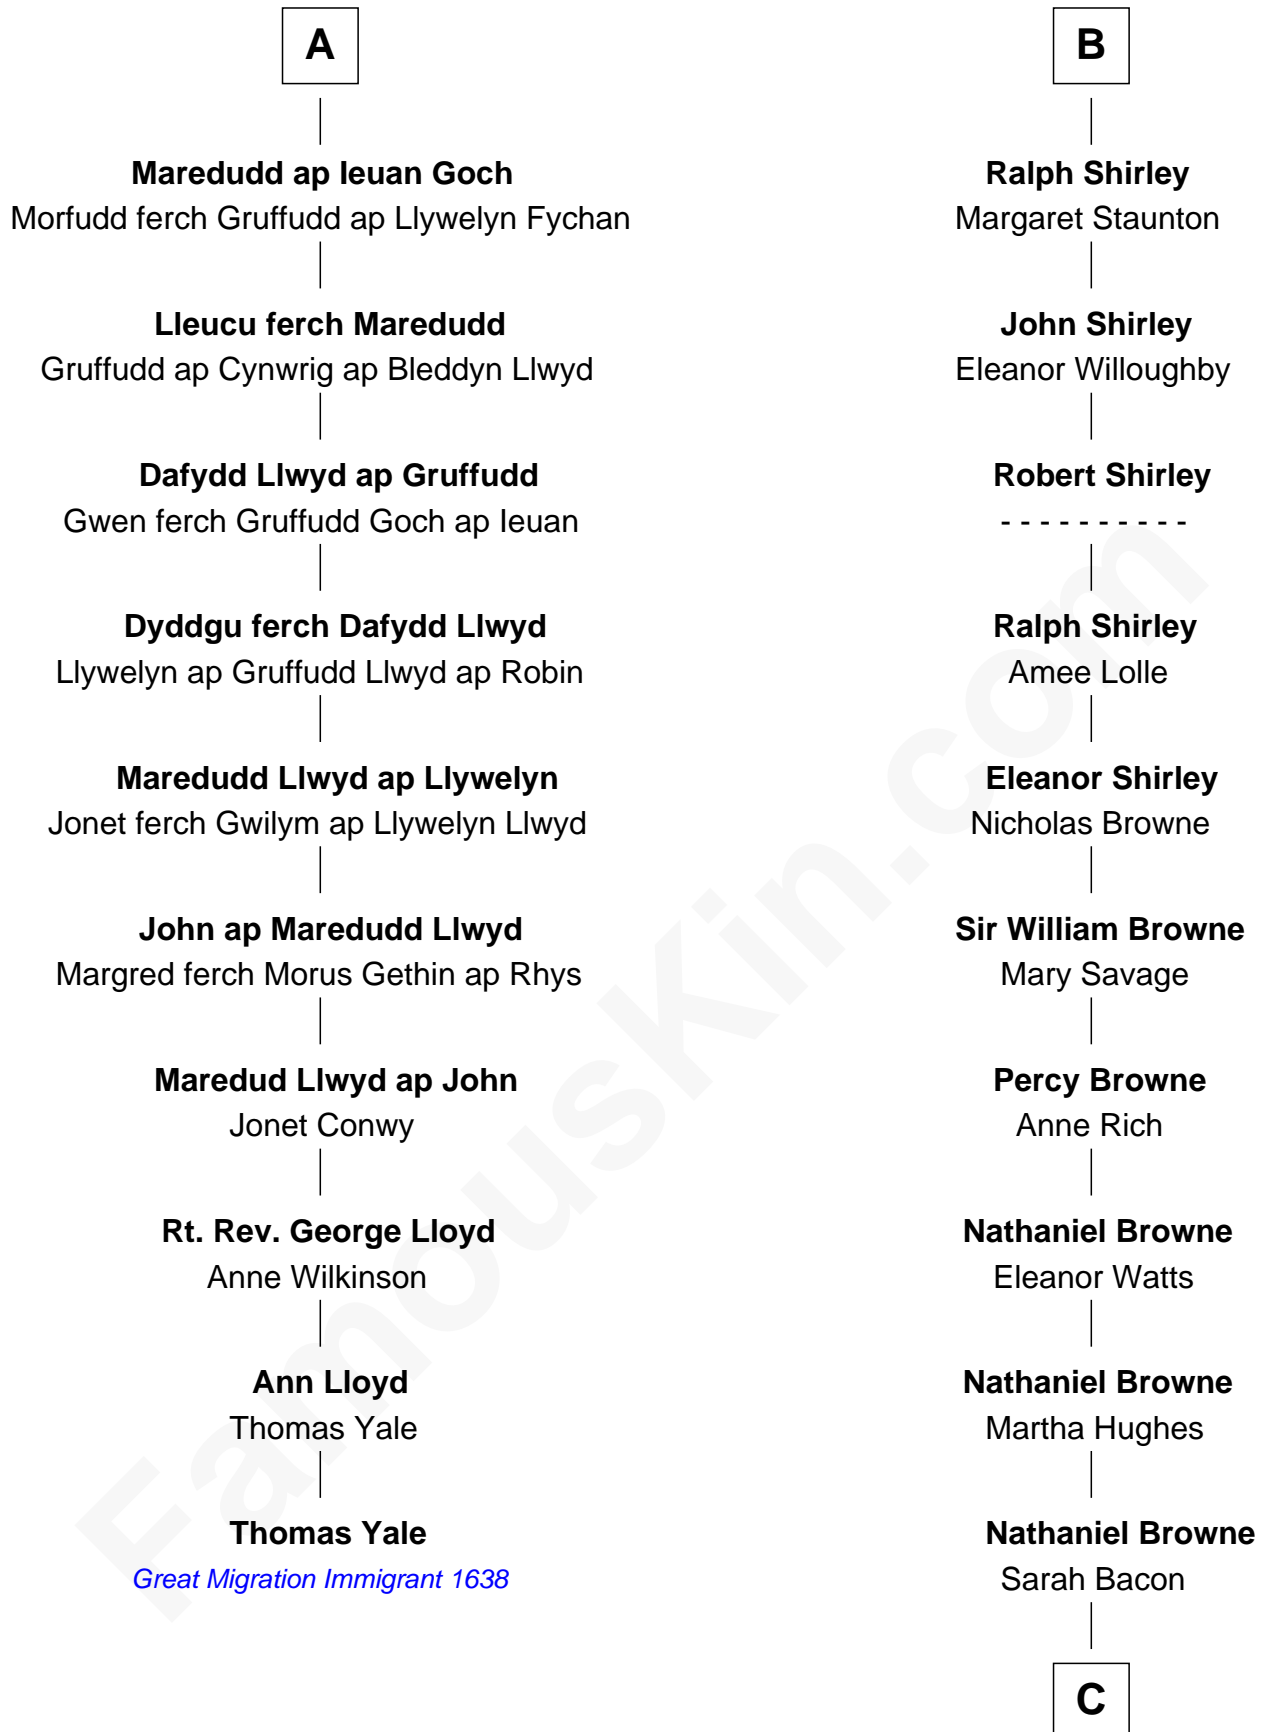 A
Maredudd ap Ieuan Goch
Morfudd ferch Gruffudd ap Llywelyn Fychan
Lleucu ferch Maredudd
Gruffudd ap Cynwrig ap Bleddyn Llwyd
Dafydd Llwyd ap Gruffudd
Gwen ferch Gruffudd Goch ap Ieuan
Dyddgu ferch Dafydd Llwyd
Llywelyn ap Gruffudd Llwyd ap Robin
Maredudd Llwyd ap Llywelyn
Jonet ferch Gwilym ap Llywelyn Llwyd
John ap Maredudd Llwyd
Margred ferch Morus Gethin ap Rhys
Maredud Llwyd ap John
Jonet Conwy
Rt. Rev. George Lloyd
Anne Wilkinson
Ann Lloyd
Thomas Yale
Thomas Yale
Great Migration Immigrant 1638
B
Ralph Shirley
Margaret Staunton
John Shirley
Eleanor Willoughby
Robert Shirley
- - - - - - - - - -
Ralph Shirley
Amee Lolle
Eleanor Shirley
Nicholas Browne
Sir William Browne
Mary Savage
Percy Browne
Anne Rich
Nathaniel Browne
Eleanor Watts
Nathaniel Browne
Martha Hughes
Nathaniel Browne
Sarah Bacon
C
FamousKin.com